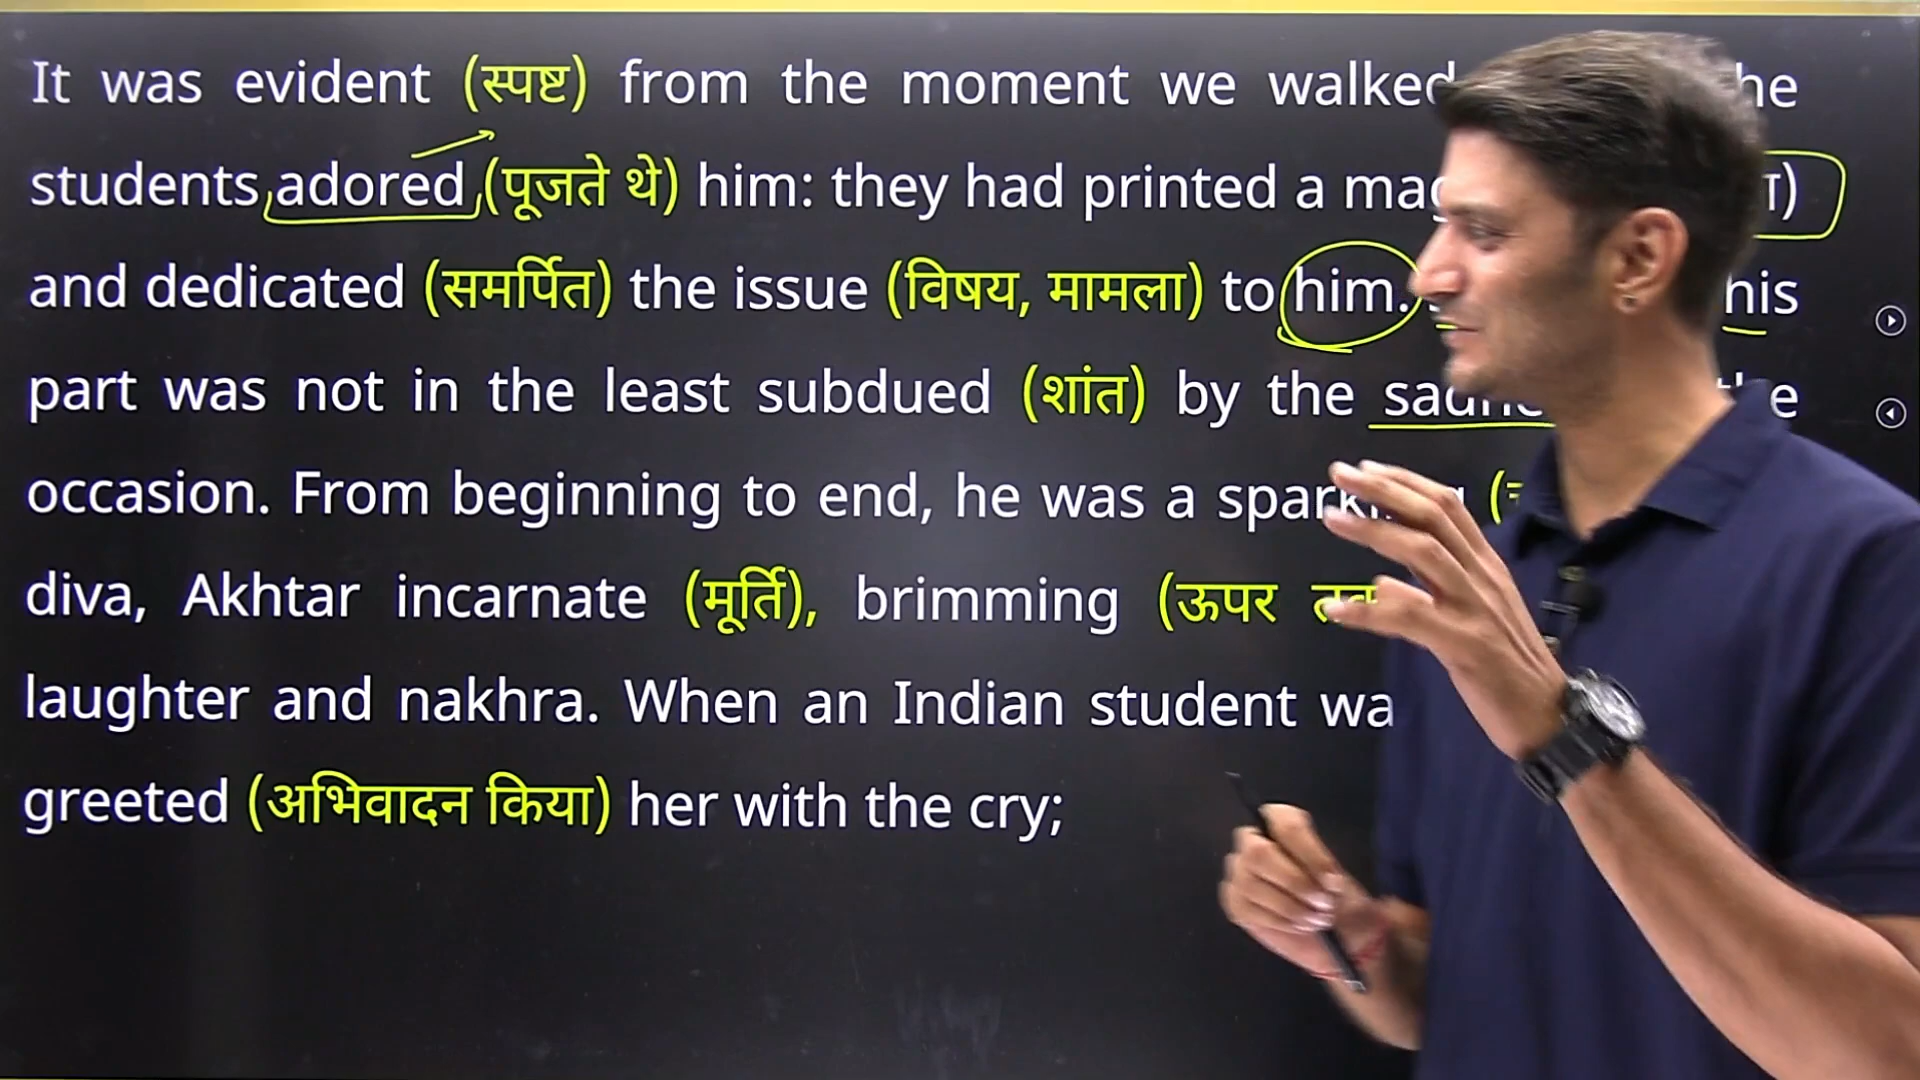 It was evident (स्पष्ट) from the moment we walked
students adored (पूजते थे) him: they had printed a
and dedicated (समर्पित) the issue (विषय, मामला) to him. his
part was not in the least subdued (शांत) by the
occasion. From beginning to end, he was a
diva, Akhtar incarnate (मूर्ति), brimming (ऊपर
laughter and nakhra. When an Indian student
greeted (अभिवादन किया) her with the cry;